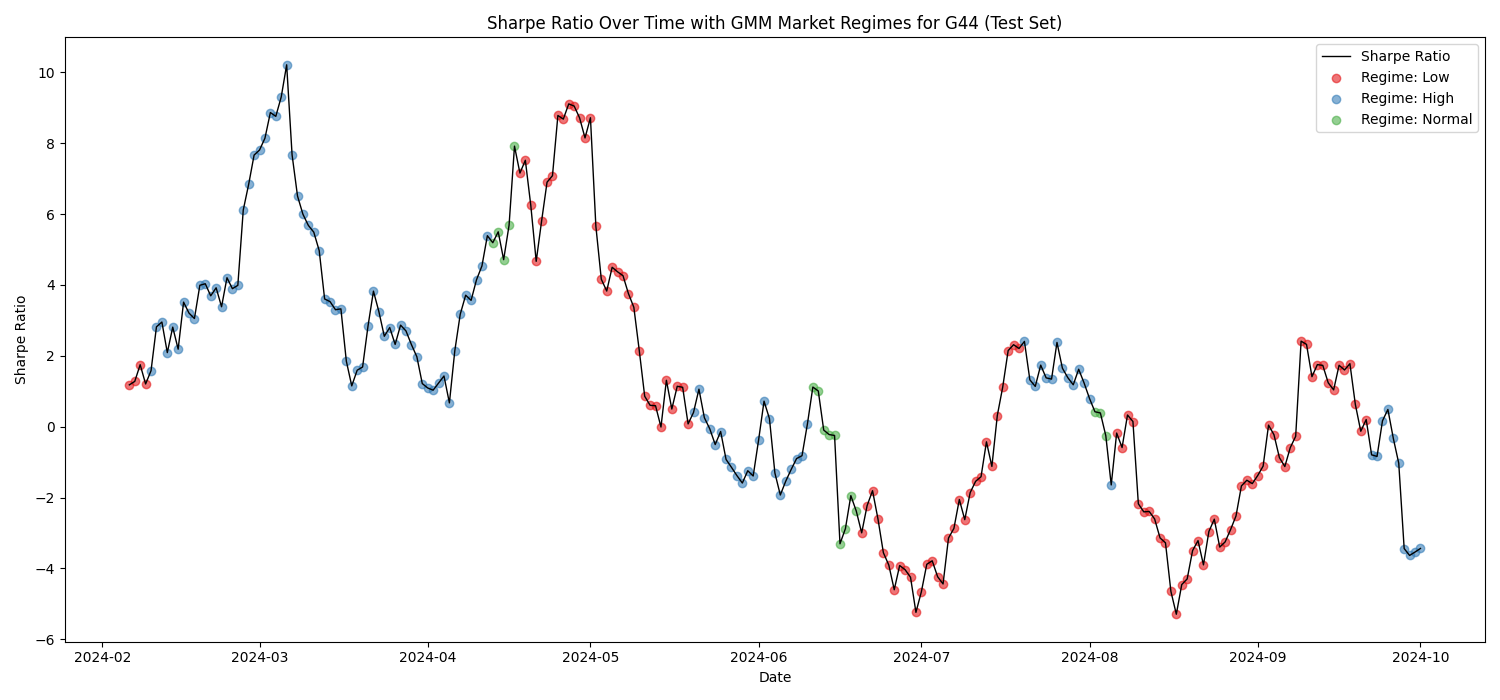 Sharpe Ratio Over Time with GMM Market Regimes for G44 (Test Set)
Sharpe Ratio
Regime: Low
Regime: High
Regime: Normal
10
8
6
4
2
0
−2
−4
−6
Sharpe Ratio
2024-02
2024-03
2024-04
2024-05
2024-06
2024-07
2024-08
2024-09
2024-10
Date